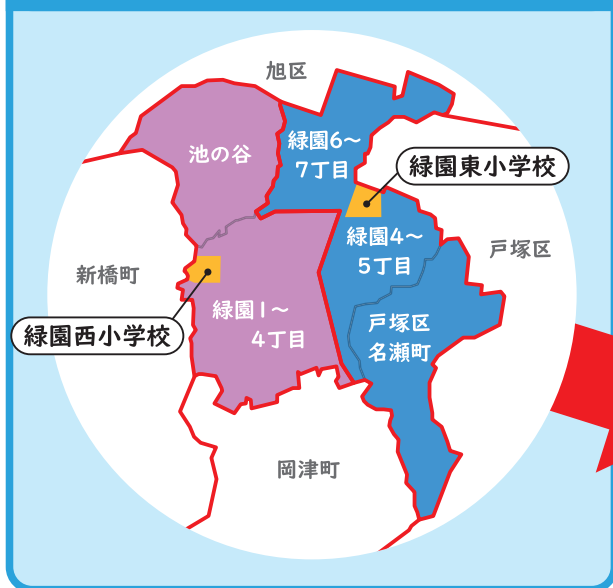 旭区
池の谷
緑園6〜
7丁目
緑園東小学校
緑園4〜
5丁目
戸塚区
新橋町
緑園1〜
4丁目
緑園西小学校
戸塚区
名瀬町
岡津町